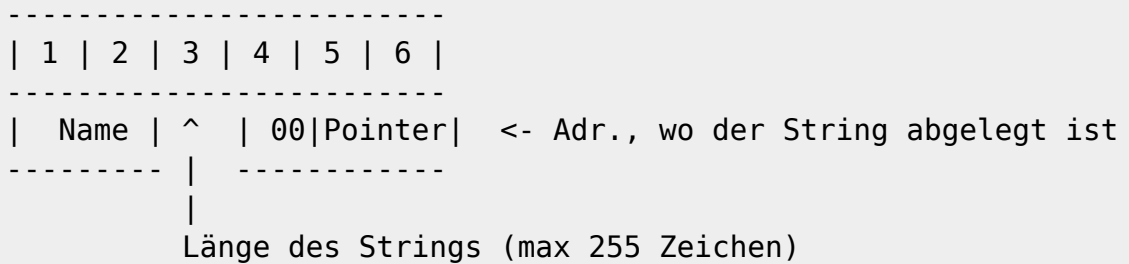 -------------------------
| 1 | 2 | 3 | 4 | 5 | 6 |
-------------------------
|  Name | ^  | 00|Pointer|  <- Adr., wo der String abgelegt ist
--------- |  ------------
          |
          Länge des Strings (max 255 Zeichen)